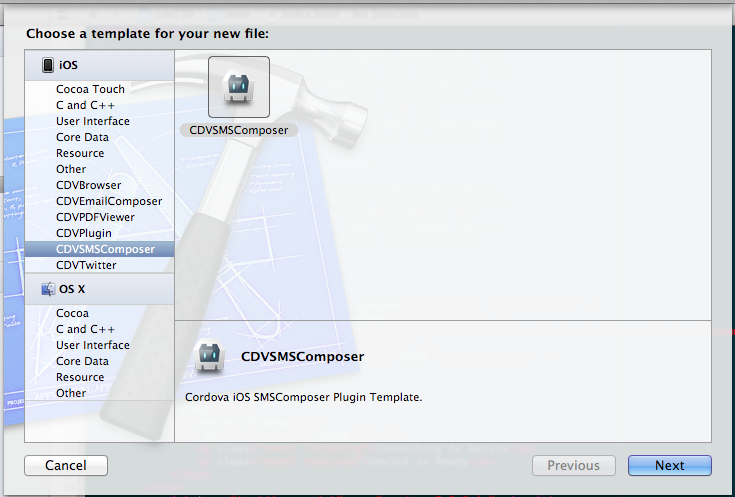 Choose a template for your new file:
iOS
Cocoa Touch
C and C++
User Interface
Core Data
Resource
Other
CDVBrowser
CDVEmailComposer
CDVPDFViewer
CDVPlugin
CDVSMSComposer
CDVTwitter
OS X
Cocoa
C and C++
User Interface
Core Data
Resource
Other
CDVSMSComposer
CDVSMSComposer
Cordova iOS SMSComposer Plugin Template.
Cancel
Previous
Next